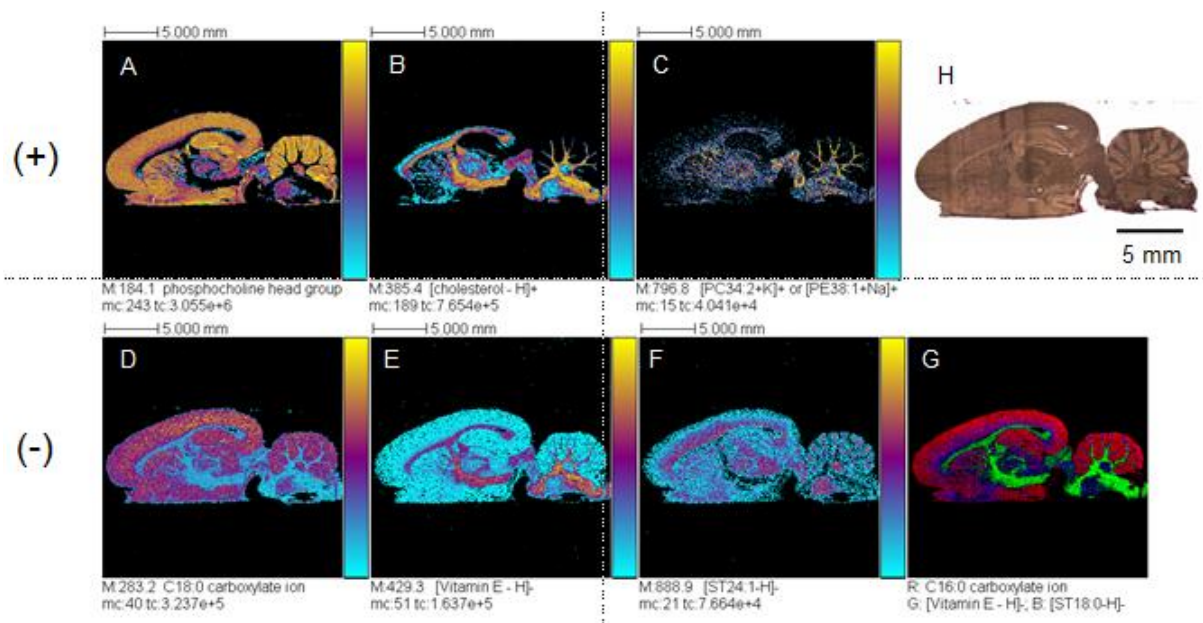 5.000 mm 5.000 mm 5.000 mm
A B C H
(+)
5 mm
M:184.1 phosphocholine head group
mc:243 tc:3.055e+6
M:385.4 [cholesterol - H]+
mc:189 tc:7.654e+5
M:796.8 [PC34:2+K]+ or [PE38:1+Na]+
mc:15 tc:4.041e+4
5.000 mm 5.000 mm 5.000 mm
D E F G
(-)
M:283.2 C18:0 carboxylate ion
mc:40 tc:3.237e+5
M:429.3 [Vitamin E - H]-
mc:51 tc:1.637e+5
M:888.9 [ST24:1-H]-
mc:21 tc:7.664e+4
R: C16:0 carboxylate ion
G: [Vitamin E - H]-; B: [ST18:0-H]-